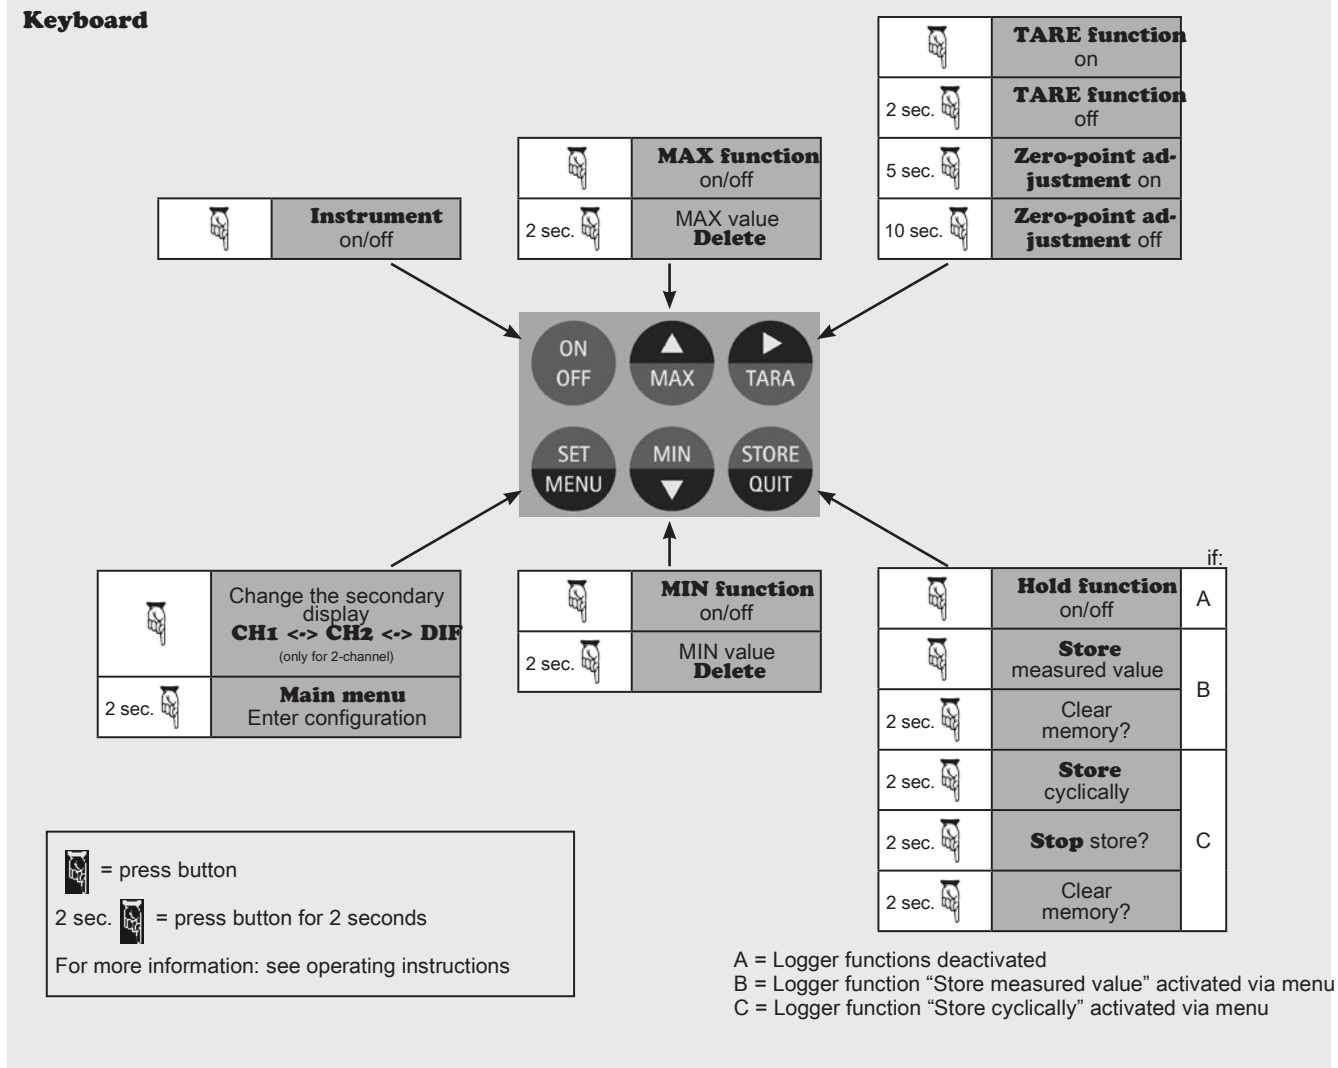 Keyboard
TARE function
on
2 sec.
TARE function
off
5 sec.
Zero-point ad-
justment on
10 sec.
Zero-point ad-
justment off
MAX function
on/off
2 sec.
MAX value
Delete
Instrument
on/off
ON
OFF
MAX
TARA
SET
MENU
MIN
STORE
QUIT
Change the secondary
display
CH1 <-> CH2 <-> DIF
(only for 2-channel)
2 sec.
Main menu
Enter configuration
MIN function
on/off
2 sec.
MIN value
Delete
if:
Hold function
on/off
A
Store
measured value
B
2 sec.
Clear
memory?
2 sec.
Store
cyclically
2 sec.
Stop store?
C
2 sec.
Clear
memory?
= press button
2 sec. = press button for 2 seconds
For more information: see operating instructions
A = Logger functions deactivated
B = Logger function “Store measured value” activated via menu
C = Logger function “Store cyclically” activated via menu